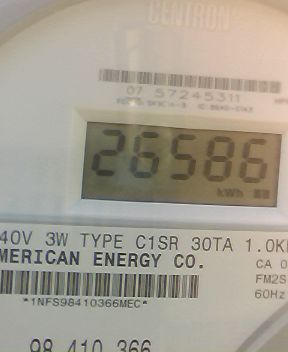 CENTRON
07 57245311
26586
kWh
40V 3W TYPE C1SR 30TA 1.0K
MERICAN ENERGY CO.
CA 0
FM2S
60Hz
*1NFS98410366MEC*
98 410 366